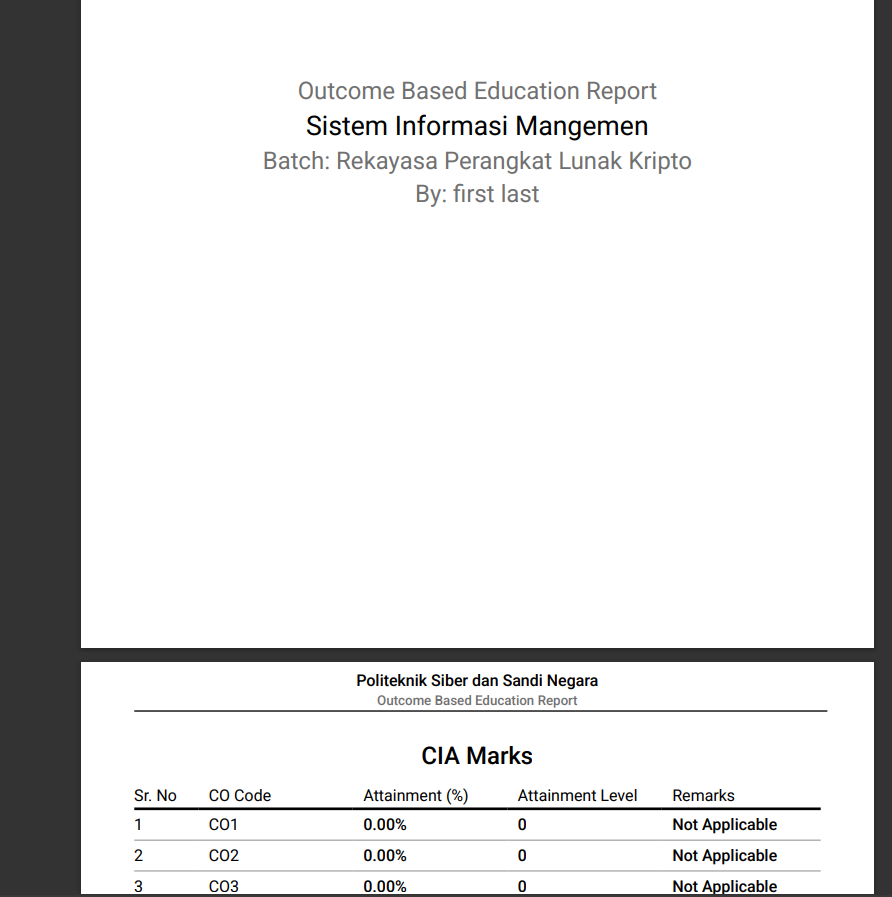 Outcome Based Education Report
Sistem Informasi Mangemen
Batch: Rekayasa Perangkat Lunak Kripto
By: first last
Politeknik Siber dan Sandi Negara
Outcome Based Education Report
CIA Marks
Sr. No CO Code Attainment (%) Attainment Level Remarks
1 CO1 0.00% 0 Not Applicable
2 CO2 0.00% 0 Not Applicable
3 CO3 0.00% 0 Not Applicable